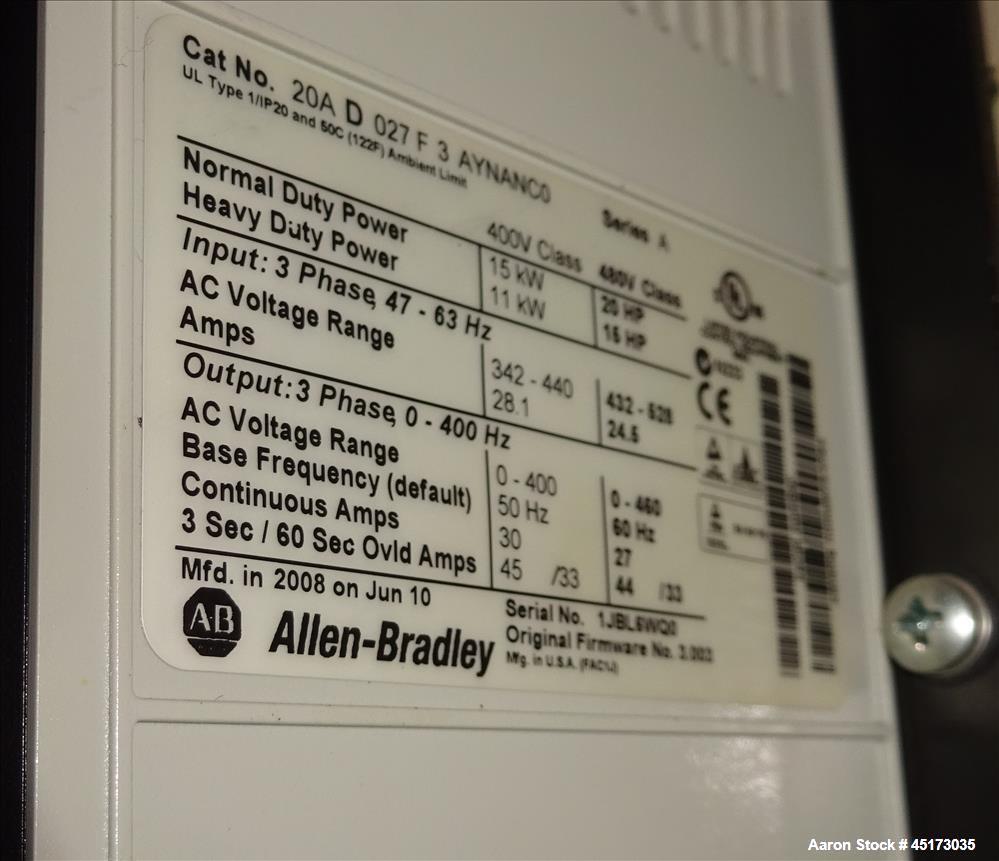 Cat No. 20A D 027 F 3 AYNANC0 Series A
UL Type 1/IP20 and 50C (122F) Ambient Limit
400V Class 480V Class
Normal Duty Power 15 kW 20 HP
Heavy Duty Power 11 kW 15 HP
Input: 3 Phase, 47 - 63 Hz
AC Voltage Range 342 - 440 432 - 528
Amps 28.1 24.5
Output: 3 Phase, 0 - 400 Hz
AC Voltage Range 0 - 400 0 - 460
Base Frequency (default) 50 Hz 60 Hz
Continuous Amps 30 27
3 Sec / 60 Sec Ovld Amps 45 /33 44 /33
Mfd. in 2008 on Jun 10
Serial No. 1JBL6WQ0
Original Firmware No. 3.003
Mfg. in U.S.A. (FAC1J)
AB Allen-Bradley
UL
CE
Aaron Stock # 45173035